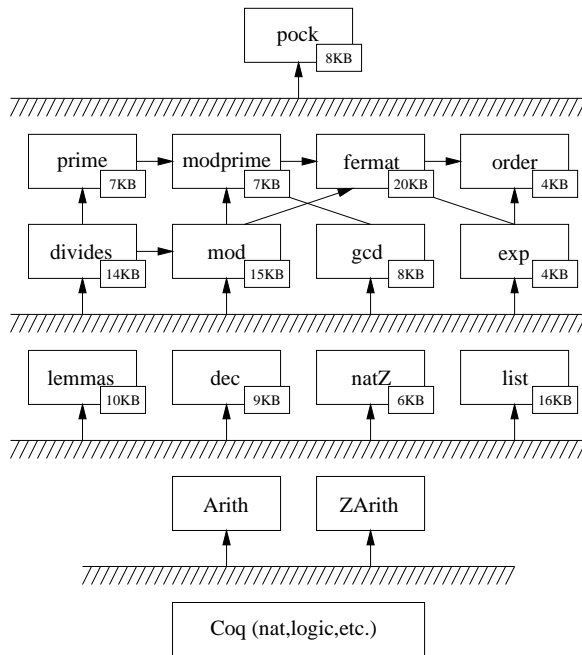 pock
8KB
prime
7KB
modprime
7KB
fermat
20KB
order
4KB
divides
14KB
mod
15KB
gcd
8KB
exp
4KB
lemmas
10KB
dec
9KB
natZ
6KB
list
16KB
Arith
ZArith
Coq (nat,logic,etc.)